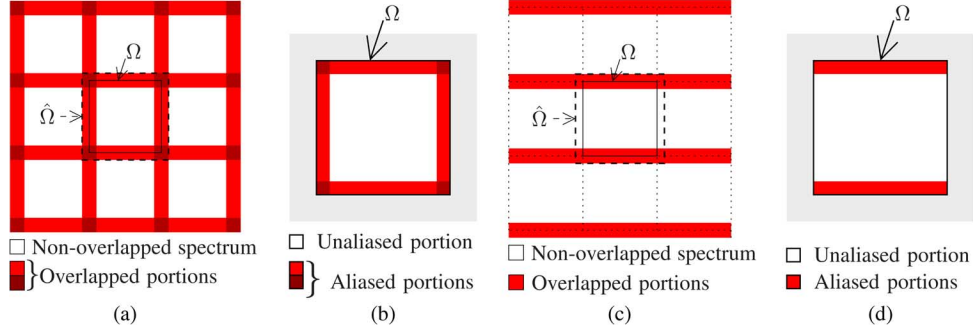 Ω
Ω̂
Non-overlapped spectrum
} Overlapped portions
(a)
Ω
Unaliased portion
} Aliased portions
(b)
Ω
Ω̂
Non-overlapped spectrum
Overlapped portions
(c)
Ω
Unaliased portion
Aliased portions
(d)